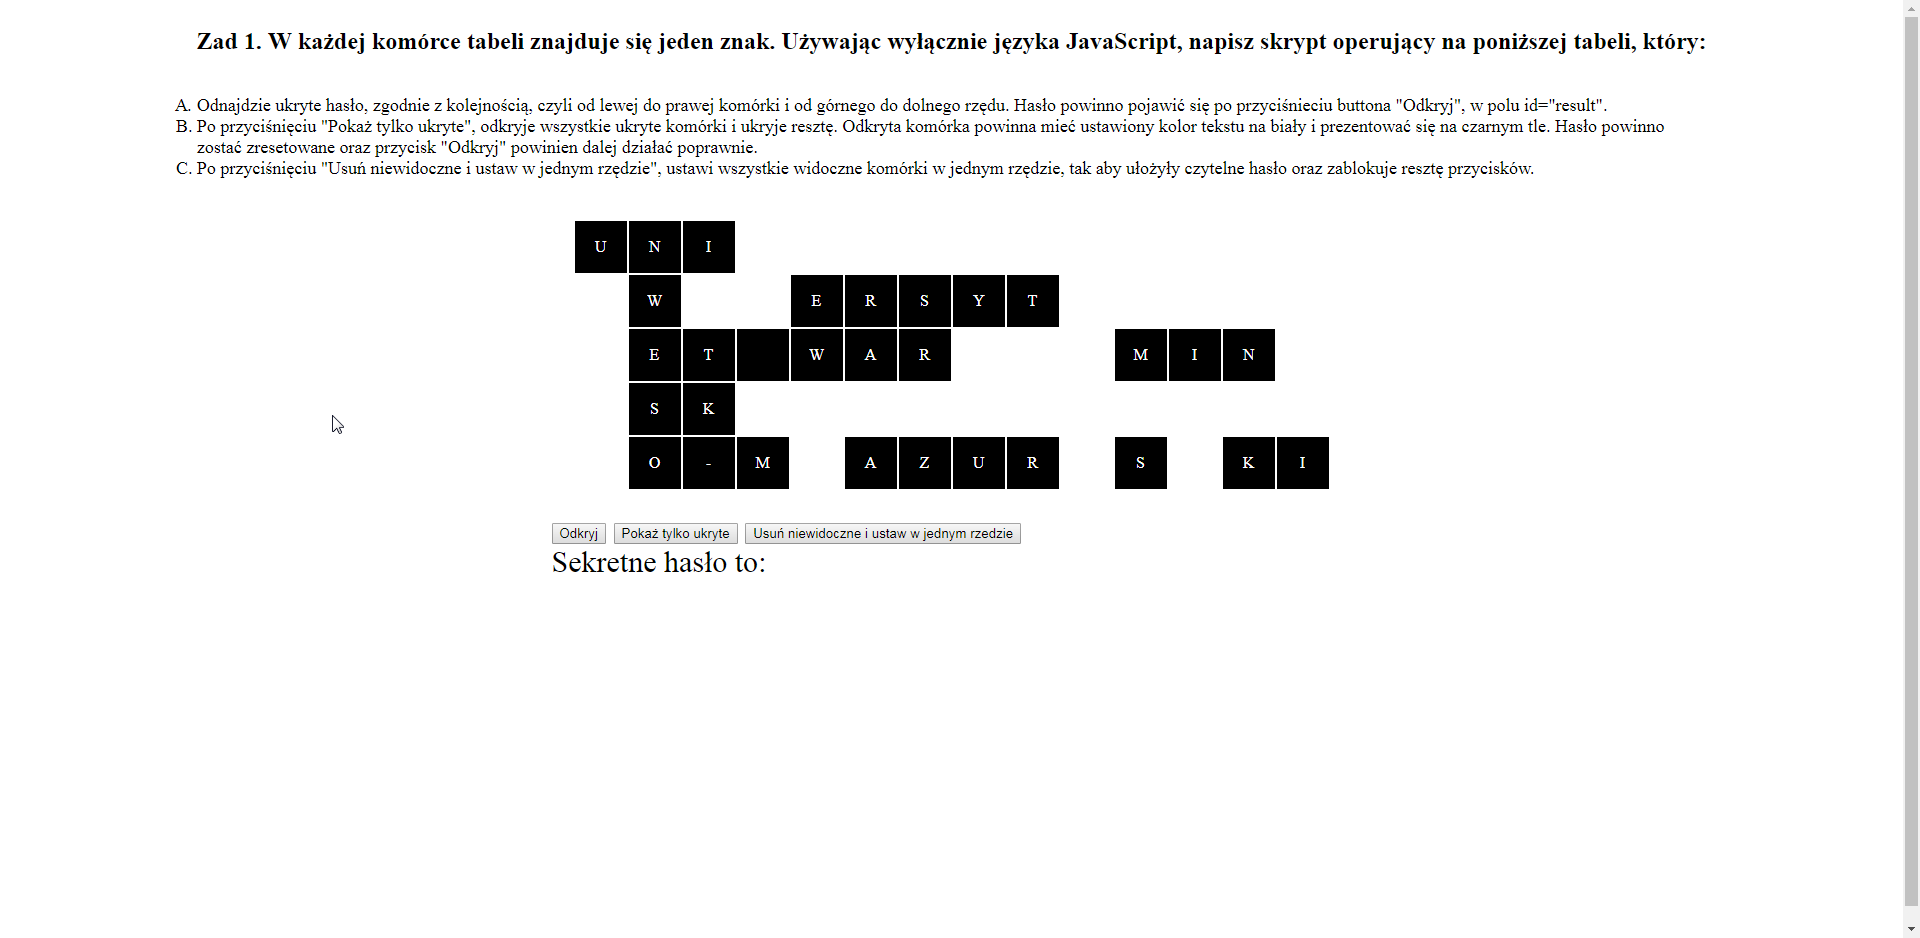 Zad 1. W każdej komórce tabeli znajduje się jeden znak. Używając wyłącznie języka JavaScript, napisz skrypt operujący na poniższej tabeli, który:
A. Odnajdzie ukryte hasło, zgodnie z kolejnością, czyli od lewej do prawej komórki i od górnego do dolnego rzędu. Hasło powinno pojawić się po przyciśnieciu buttona "Odkryj", w polu id="result".
B. Po przyciśnięciu "Pokaż tylko ukryte", odkryje wszystkie ukryte komórki i ukryje resztę. Odkryta komórka powinna mieć ustawiony kolor tekstu na biały i prezentować się na czarnym tle. Hasło powinno
zostać zresetowane oraz przycisk "Odkryj" powinien dalej działać poprawnie.
C. Po przyciśnięciu "Usuń niewidoczne i ustaw w jednym rzędzie", ustawi wszystkie widoczne komórki w jednym rzędzie, tak aby ułożyły czytelne hasło oraz zablokuje resztę przycisków.
U N I
W E R S Y T
E T W A R M I N
S K
O - M A Z U R S K I
Odkryj Pokaż tylko ukryte Usuń niewidoczne i ustaw w jednym rzedzie
Sekretne hasło to: